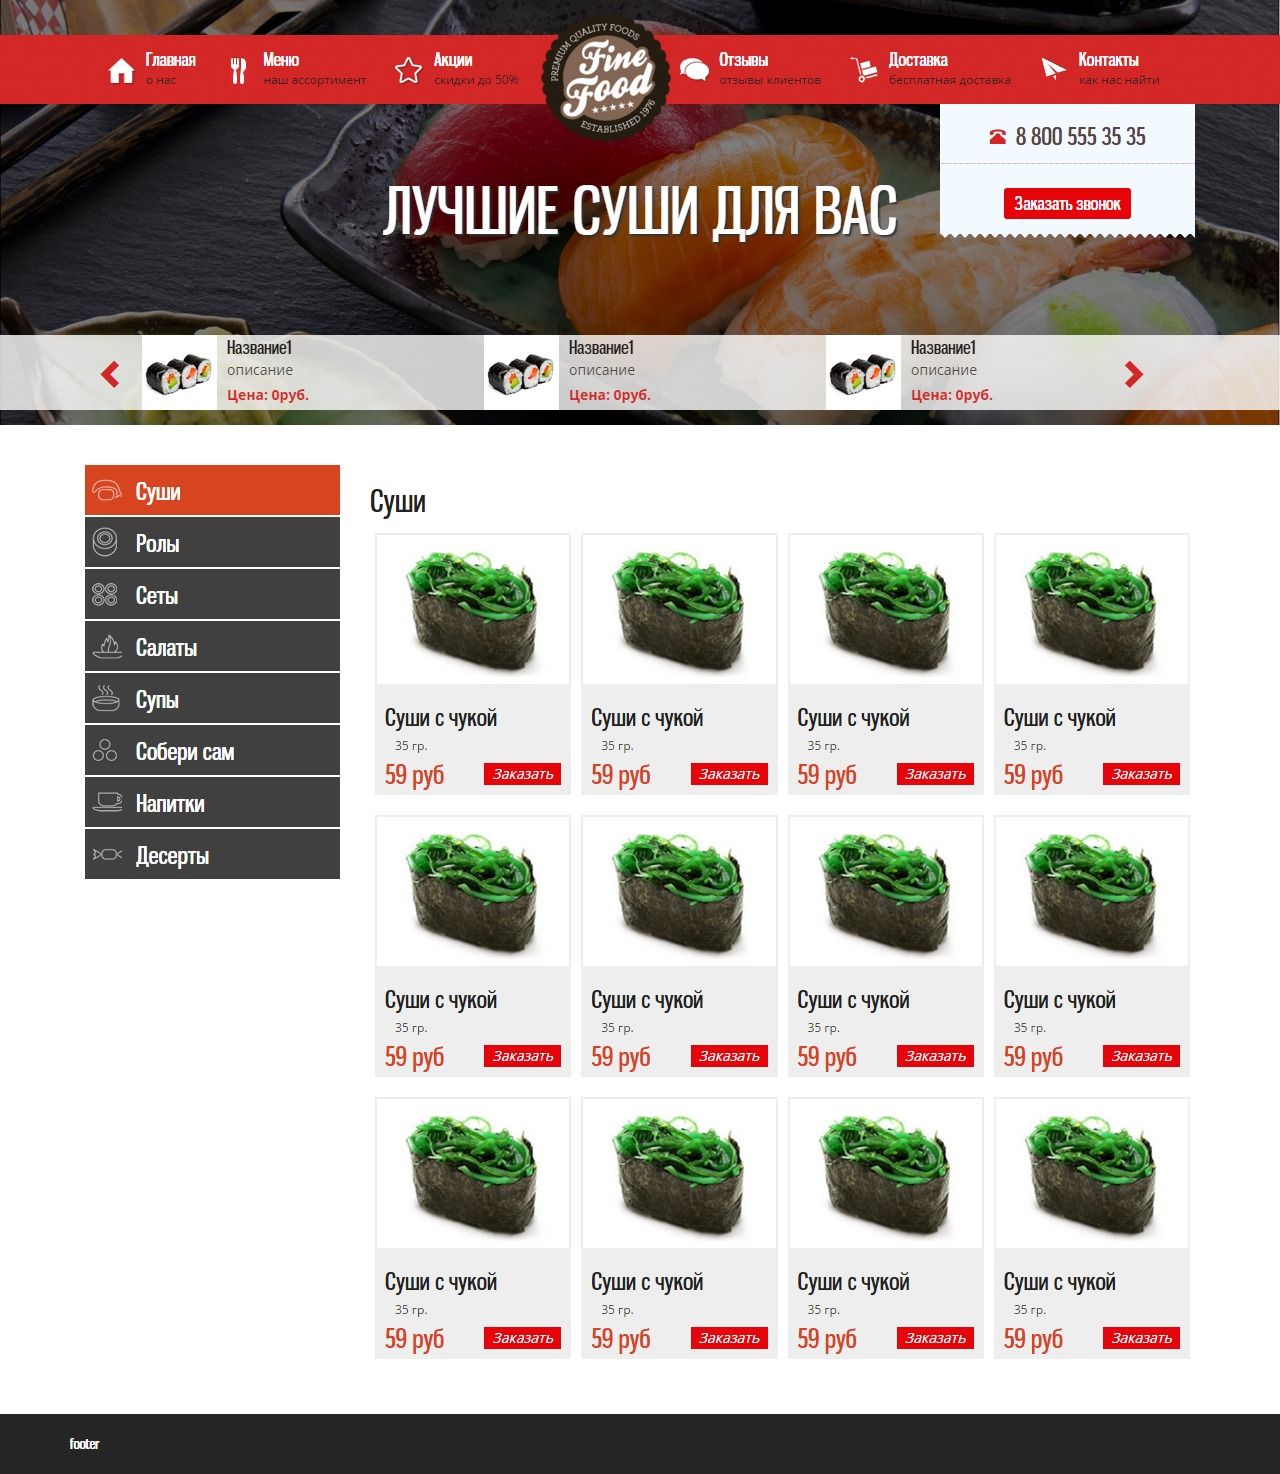 Главная
о нас
Меню
наш ассортимент
Акции
скидки до 50%
PREMIUM QUALITY FOODS
Fine
Food
ESTABLISHED 1976
Отзывы
отзывы клиентов
Доставка
бесплатная доставка
Контакты
как нас найти
8 800 555 35 35
Заказать звонок
ЛУЧШИЕ СУШИ ДЛЯ ВАС
Название1
описание
Цена: 0руб.
Название1
описание
Цена: 0руб.
Название1
описание
Цена: 0руб.
Суши
Ролы
Сеты
Салаты
Супы
Собери сам
Напитки
Десерты
Суши
Суши с чукой
35 гр.
59 руб Заказать
Суши с чукой
35 гр.
59 руб Заказать
Суши с чукой
35 гр.
59 руб Заказать
Суши с чукой
35 гр.
59 руб Заказать
Суши с чукой
35 гр.
59 руб Заказать
Суши с чукой
35 гр.
59 руб Заказать
Суши с чукой
35 гр.
59 руб Заказать
Суши с чукой
35 гр.
59 руб Заказать
Суши с чукой
35 гр.
59 руб Заказать
Суши с чукой
35 гр.
59 руб Заказать
Суши с чукой
35 гр.
59 руб Заказать
Суши с чукой
35 гр.
59 руб Заказать
footer